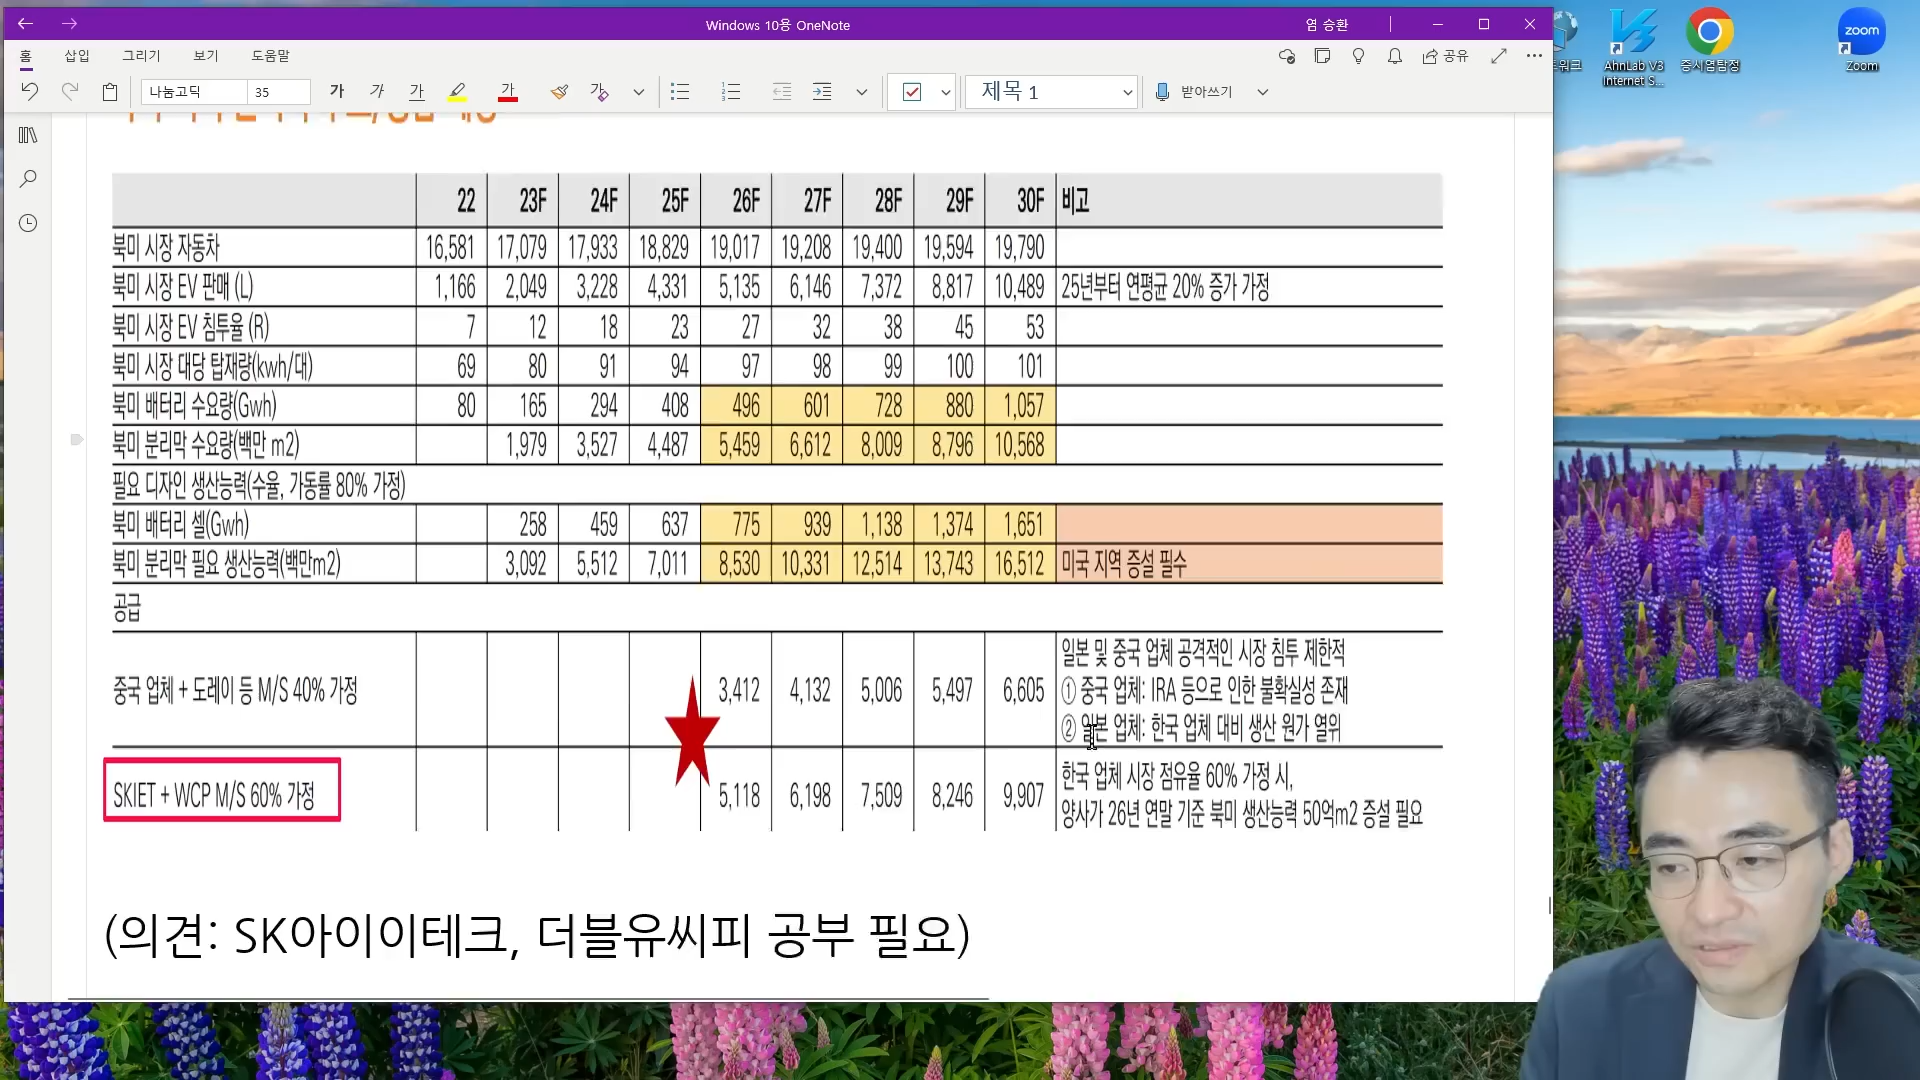 Windows 10용 OneNote
염 승환
홈 삽입 그리기 보기 도움말
공유
나눔고딕 35 가 가 가 가 가 제목 1 받아쓰기
AhnLab V3 Internet S...
증시염탐정
zoom
Zoom
22 23F 24F 25F 26F 27F 28F 29F 30F 비고
북미 시장 자동차 16,581 17,079 17,933 18,829 19,017 19,208 19,400 19,594 19,790
북미 시장 EV 판매 (L) 1,166 2,049 3,228 4,331 5,135 6,146 7,372 8,817 10,489 25년부터 연평균 20% 증가 가정
북미 시장 EV 침투율 (R) 7 12 18 23 27 32 38 45 53
북미 시장 대당 탑재량(kwh/대) 69 80 91 94 97 98 99 100 101
북미 배터리 수요량(Gwh) 80 165 294 408 496 601 728 880 1,057
북미 분리막 수요량(백만 m2) 1,979 3,527 4,487 5,459 6,612 8,009 8,796 10,568
필요 디자인 생산능력(수율, 가동률 80% 가정)
북미 배터리 셀(Gwh) 258 459 637 775 939 1,138 1,374 1,651
북미 분리막 필요 생산능력(백만m2) 3,092 5,512 7,011 8,530 10,331 12,514 13,743 16,512 미국 지역 증설 필수
공급
중국 업체 + 도레이 등 M/S 40% 가정 3,412 4,132 5,006 5,497 6,605
일본 및 중국 업체 공격적인 시장 침투 제한적
① 중국 업체: IRA 등으로 인한 불확실성 존재
② 일본 업체: 한국 업체 대비 생산 원가 열위
SKIET + WCP M/S 60% 가정 5,118 6,198 7,509 8,246 9,907
한국 업체 시장 점유율 60% 가정 시,
양사가 26년 연말 기준 북미 생산능력 50억m2 증설 필요
(의견: SK아이이테크, 더블유씨피 공부 필요)